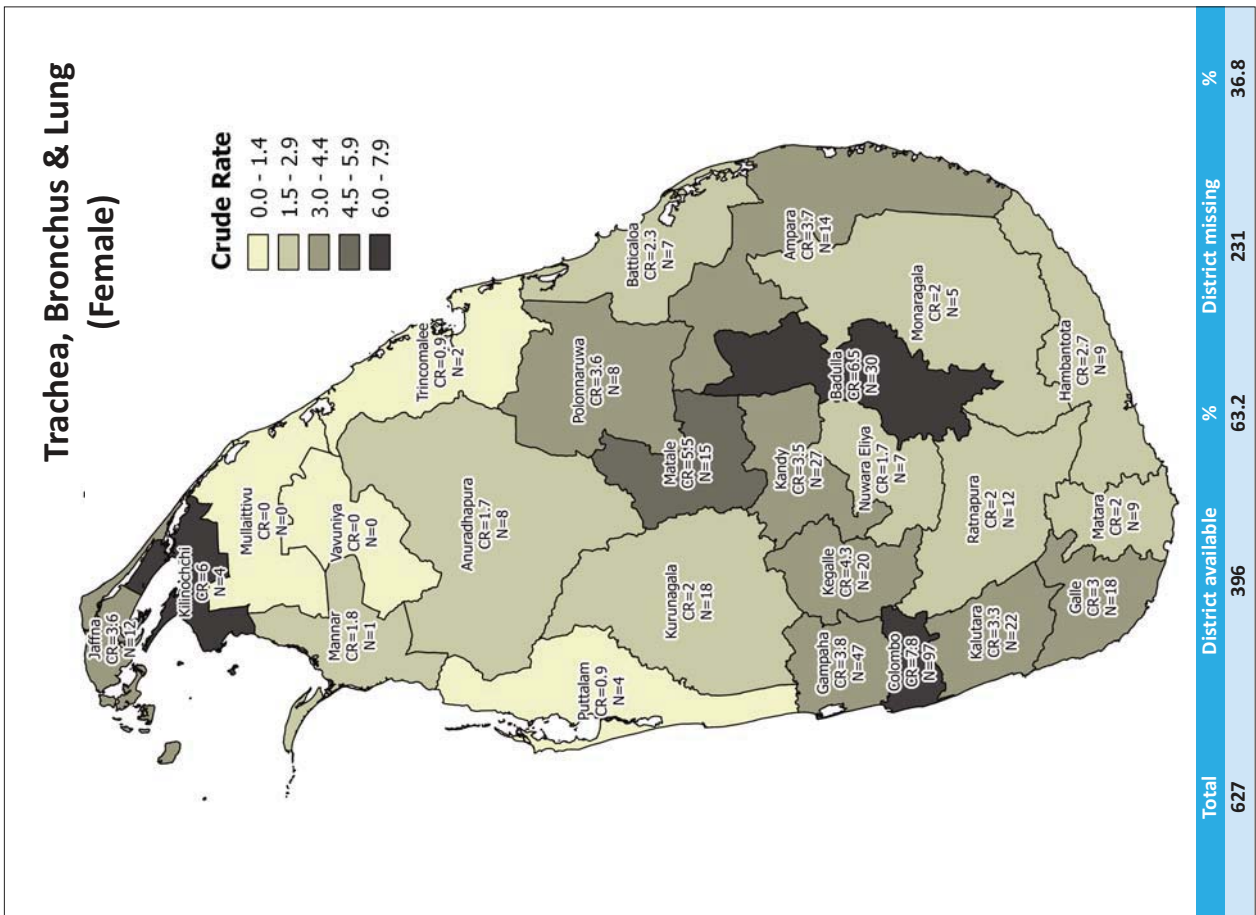 Trachea, Bronchus & Lung
(Female)
Crude Rate
0.0 - 1.4
1.5 - 2.9
3.0 - 4.4
4.5 - 5.9
6.0 - 7.9
Jaffna
CR=3.6
N=12
Kilinochchi
CR=6
N=4
Mullaittivu
CR=0
N=0
Mannar
CR=1.8
N=1
Vavuniya
CR=0
N=0
Trincomalee
CR=0.9
N=2
Anuradhapura
CR=1.7
N=8
Puttalam
CR=0.9
N=4
Polonnaruwa
CR=3.6
N=8
Batticaloa
CR=2.3
N=7
Kurunagala
CR=2
N=18
Matale
CR=5.5
N=15
Ampara
CR=3.7
N=14
Kandy
CR=3.5
N=27
Badulla
CR=6.5
N=30
Gampaha
CR=3.8
N=47
Kegalle
CR=4.3
N=20
Nuwara Eliya
CR=1.7
N=7
Monaragala
CR=2
N=5
Colombo
CR=7.8
N=97
Ratnapura
CR=2
N=12
Kalutara
CR=3.3
N=22
Hambantota
CR=2.7
N=9
Galle
CR=3
N=18
Matara
CR=2
N=9
Total District available % District missing %
627 396 63.2 231 36.8